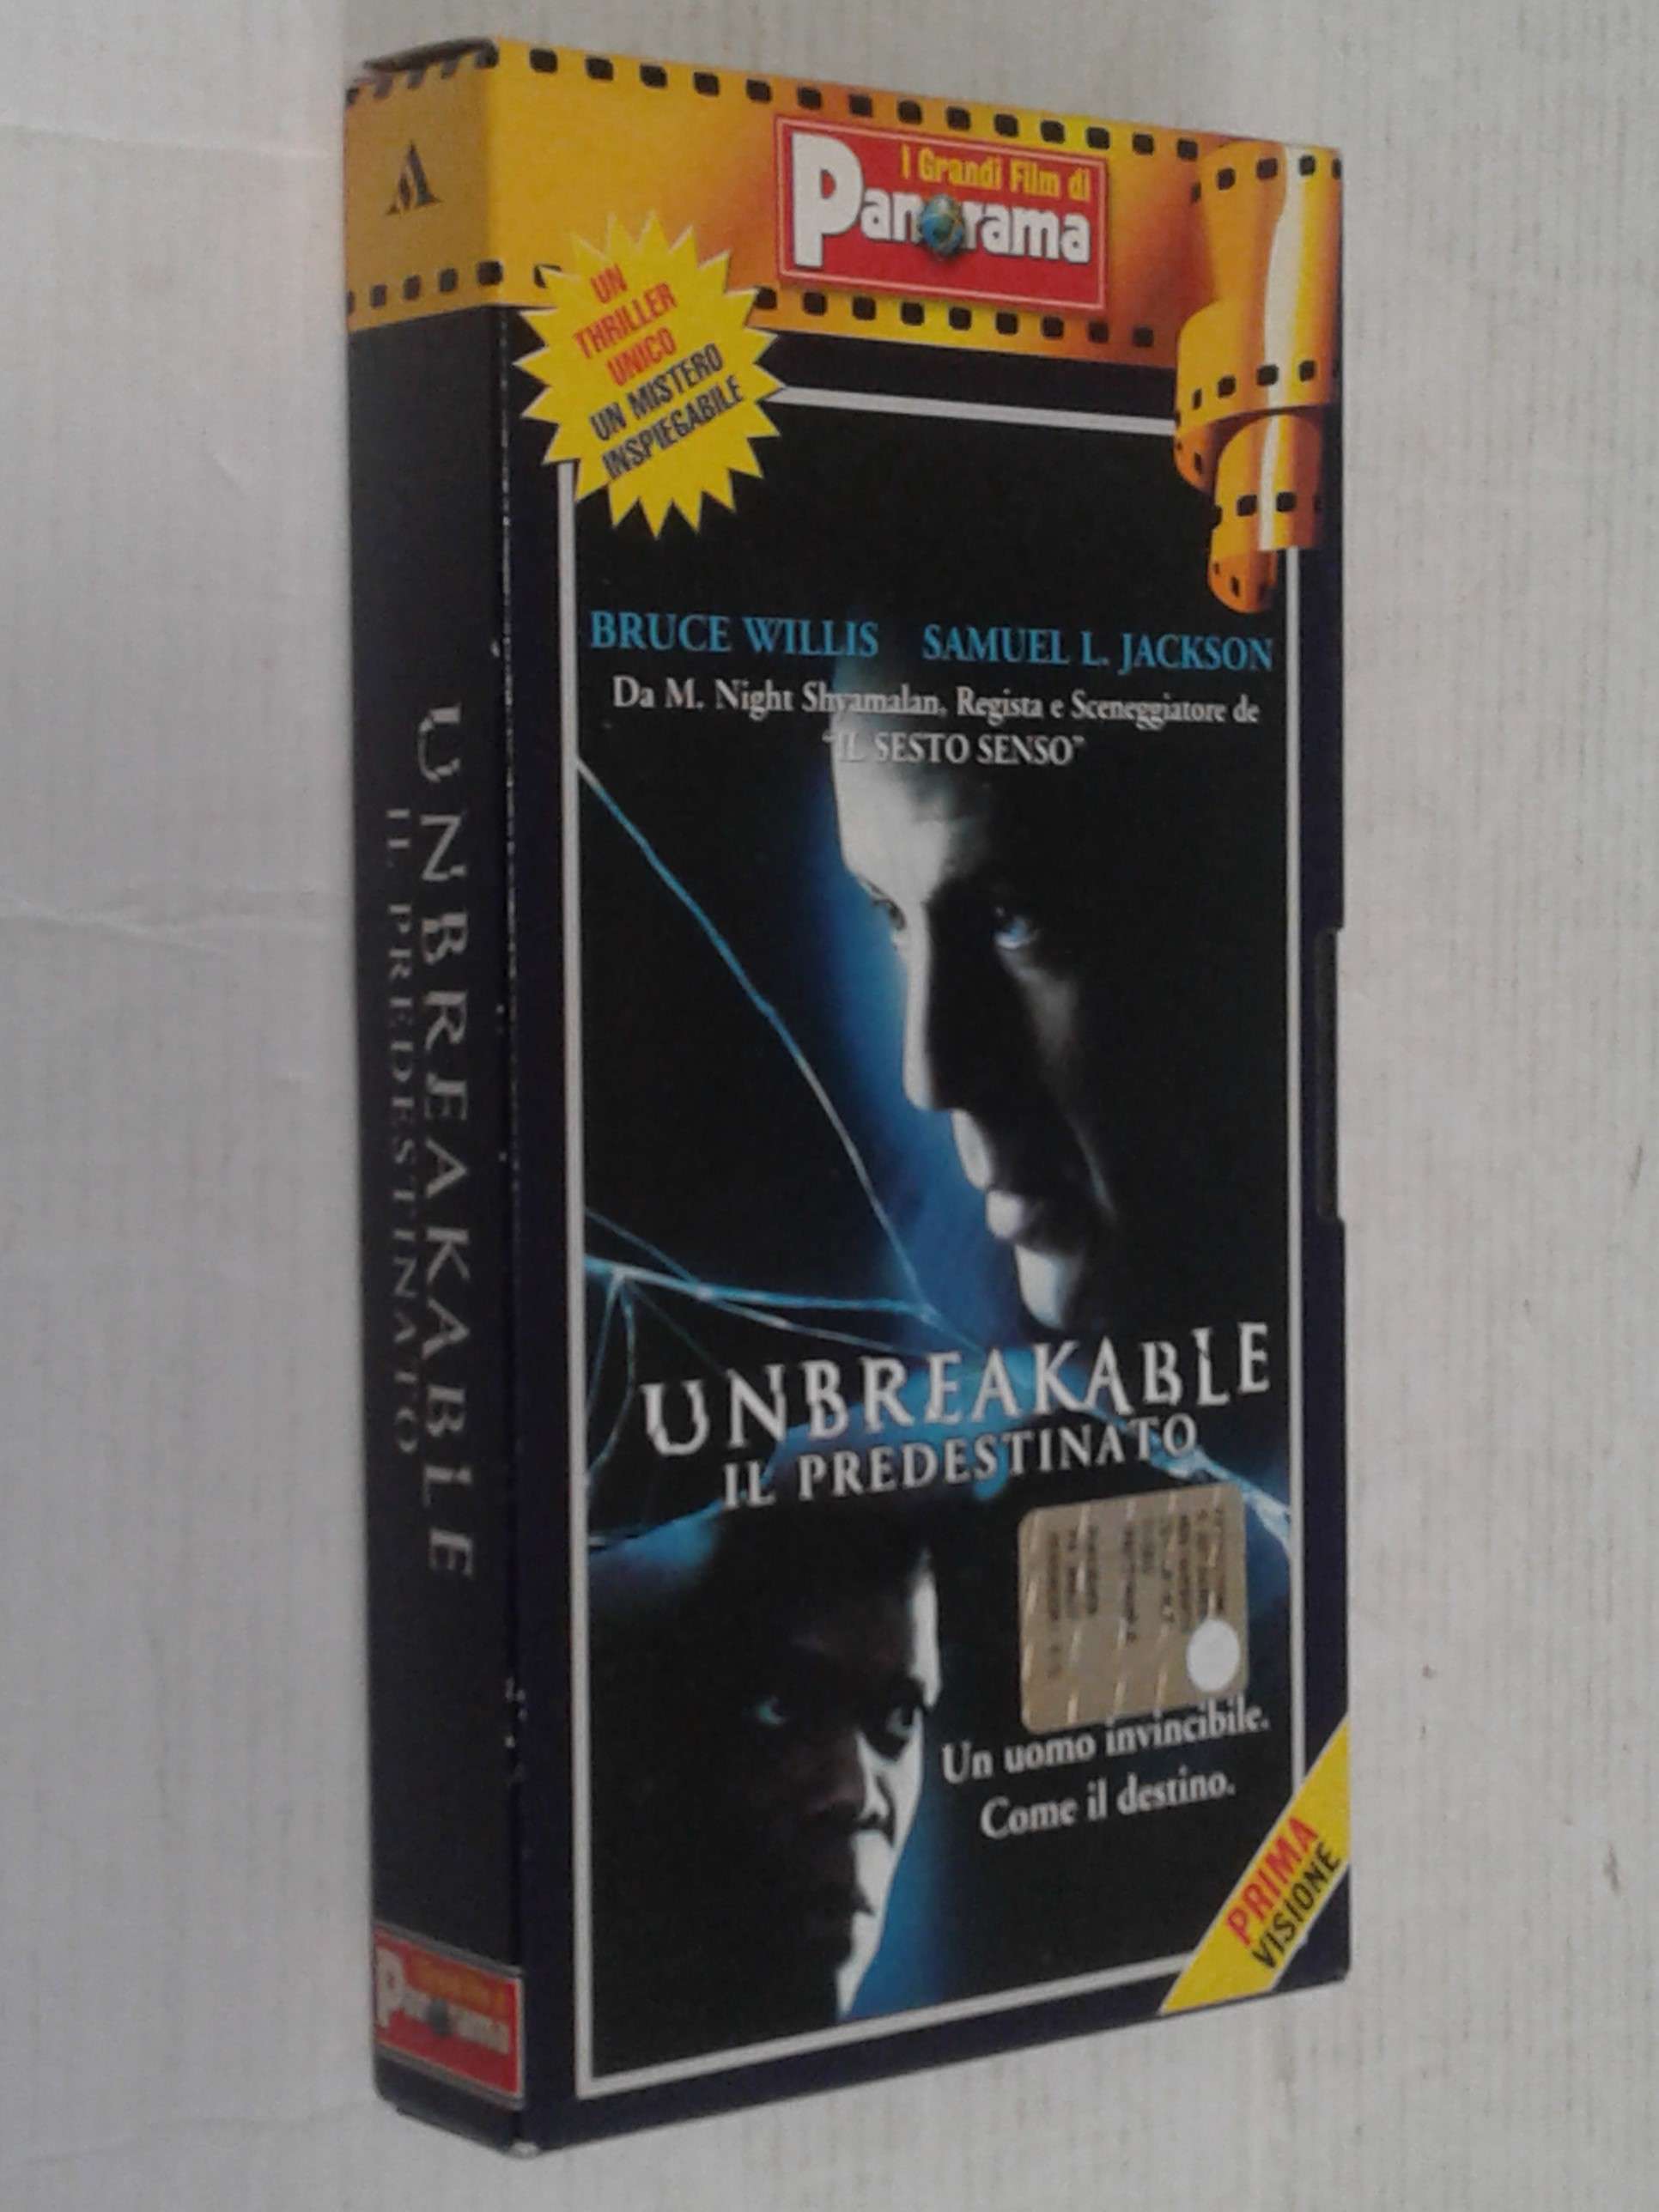 I Grandi Film di
Panorama
UN
THRILLER
UNICO
UN MISTERO
INSPIEGABILE
BRUCE WILLIS SAMUEL L. JACKSON
Da M. Night Shyamalan, Regista e Sceneggiatore de
"IL SESTO SENSO"
UNBREAKABLE
IL PREDESTINATO
Un uomo invincibile.
Come il destino.
PRIMA
VISIONE
UNBREAKABLE
IL PREDESTINATO
Panorama